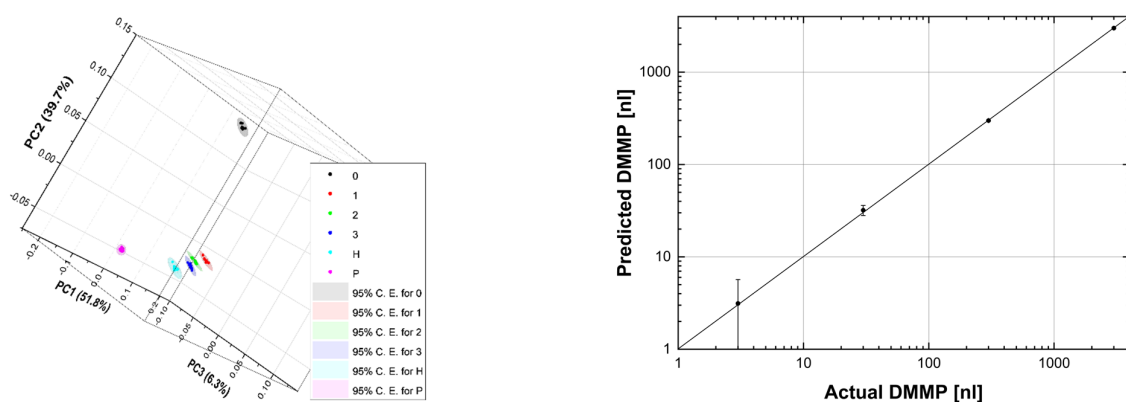 0.15
0.10
0.05
0.00
-0.05
PC2 (39.7%)
-0.2
-0.1
0.0
0.1
0.2
PC1 (51.8%)
-0.10
-0.05
0.00
0.05
0.10
PC3 (6.3%)
0
1
2
3
H
P
95% C. E. for 0
95% C. E. for 1
95% C. E. for 2
95% C. E. for 3
95% C. E. for H
95% C. E. for P
Predicted DMMP [nl]
1000
100
10
1
1
10
100
1000
Actual DMMP [nl]